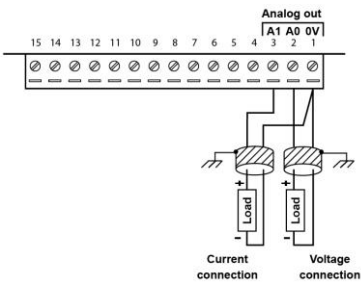 Analog out
A1 A0 0V
15 14 13 12 11 10 9 8 7 6 5 4 3 2 1
+ +
Load Load
- -
Current connection
Voltage connection